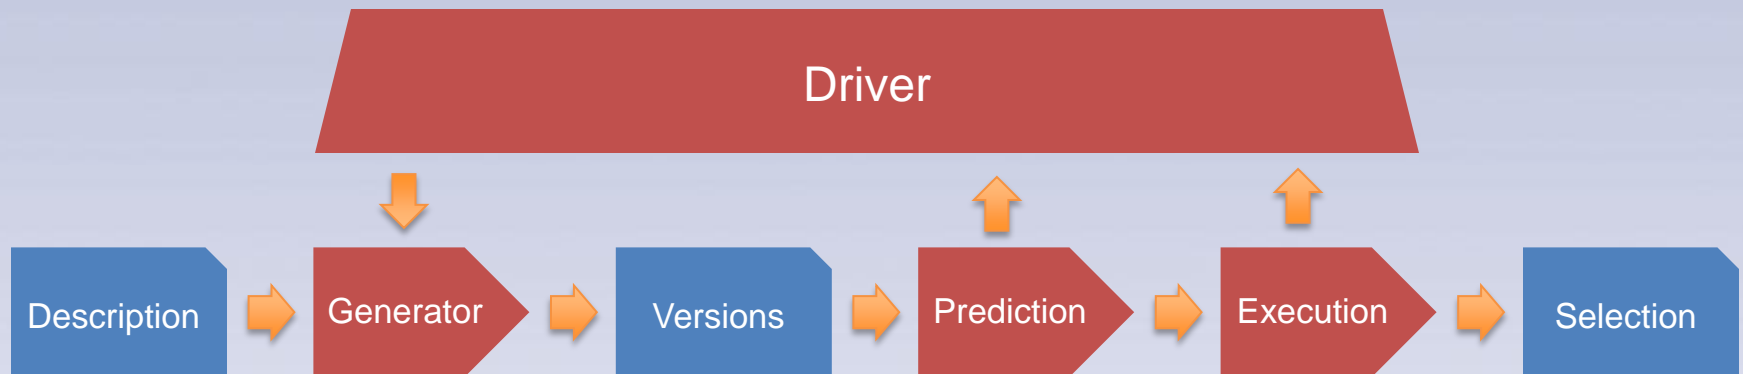 Driver
Description
Generator
Versions
Prediction
Execution
Selection